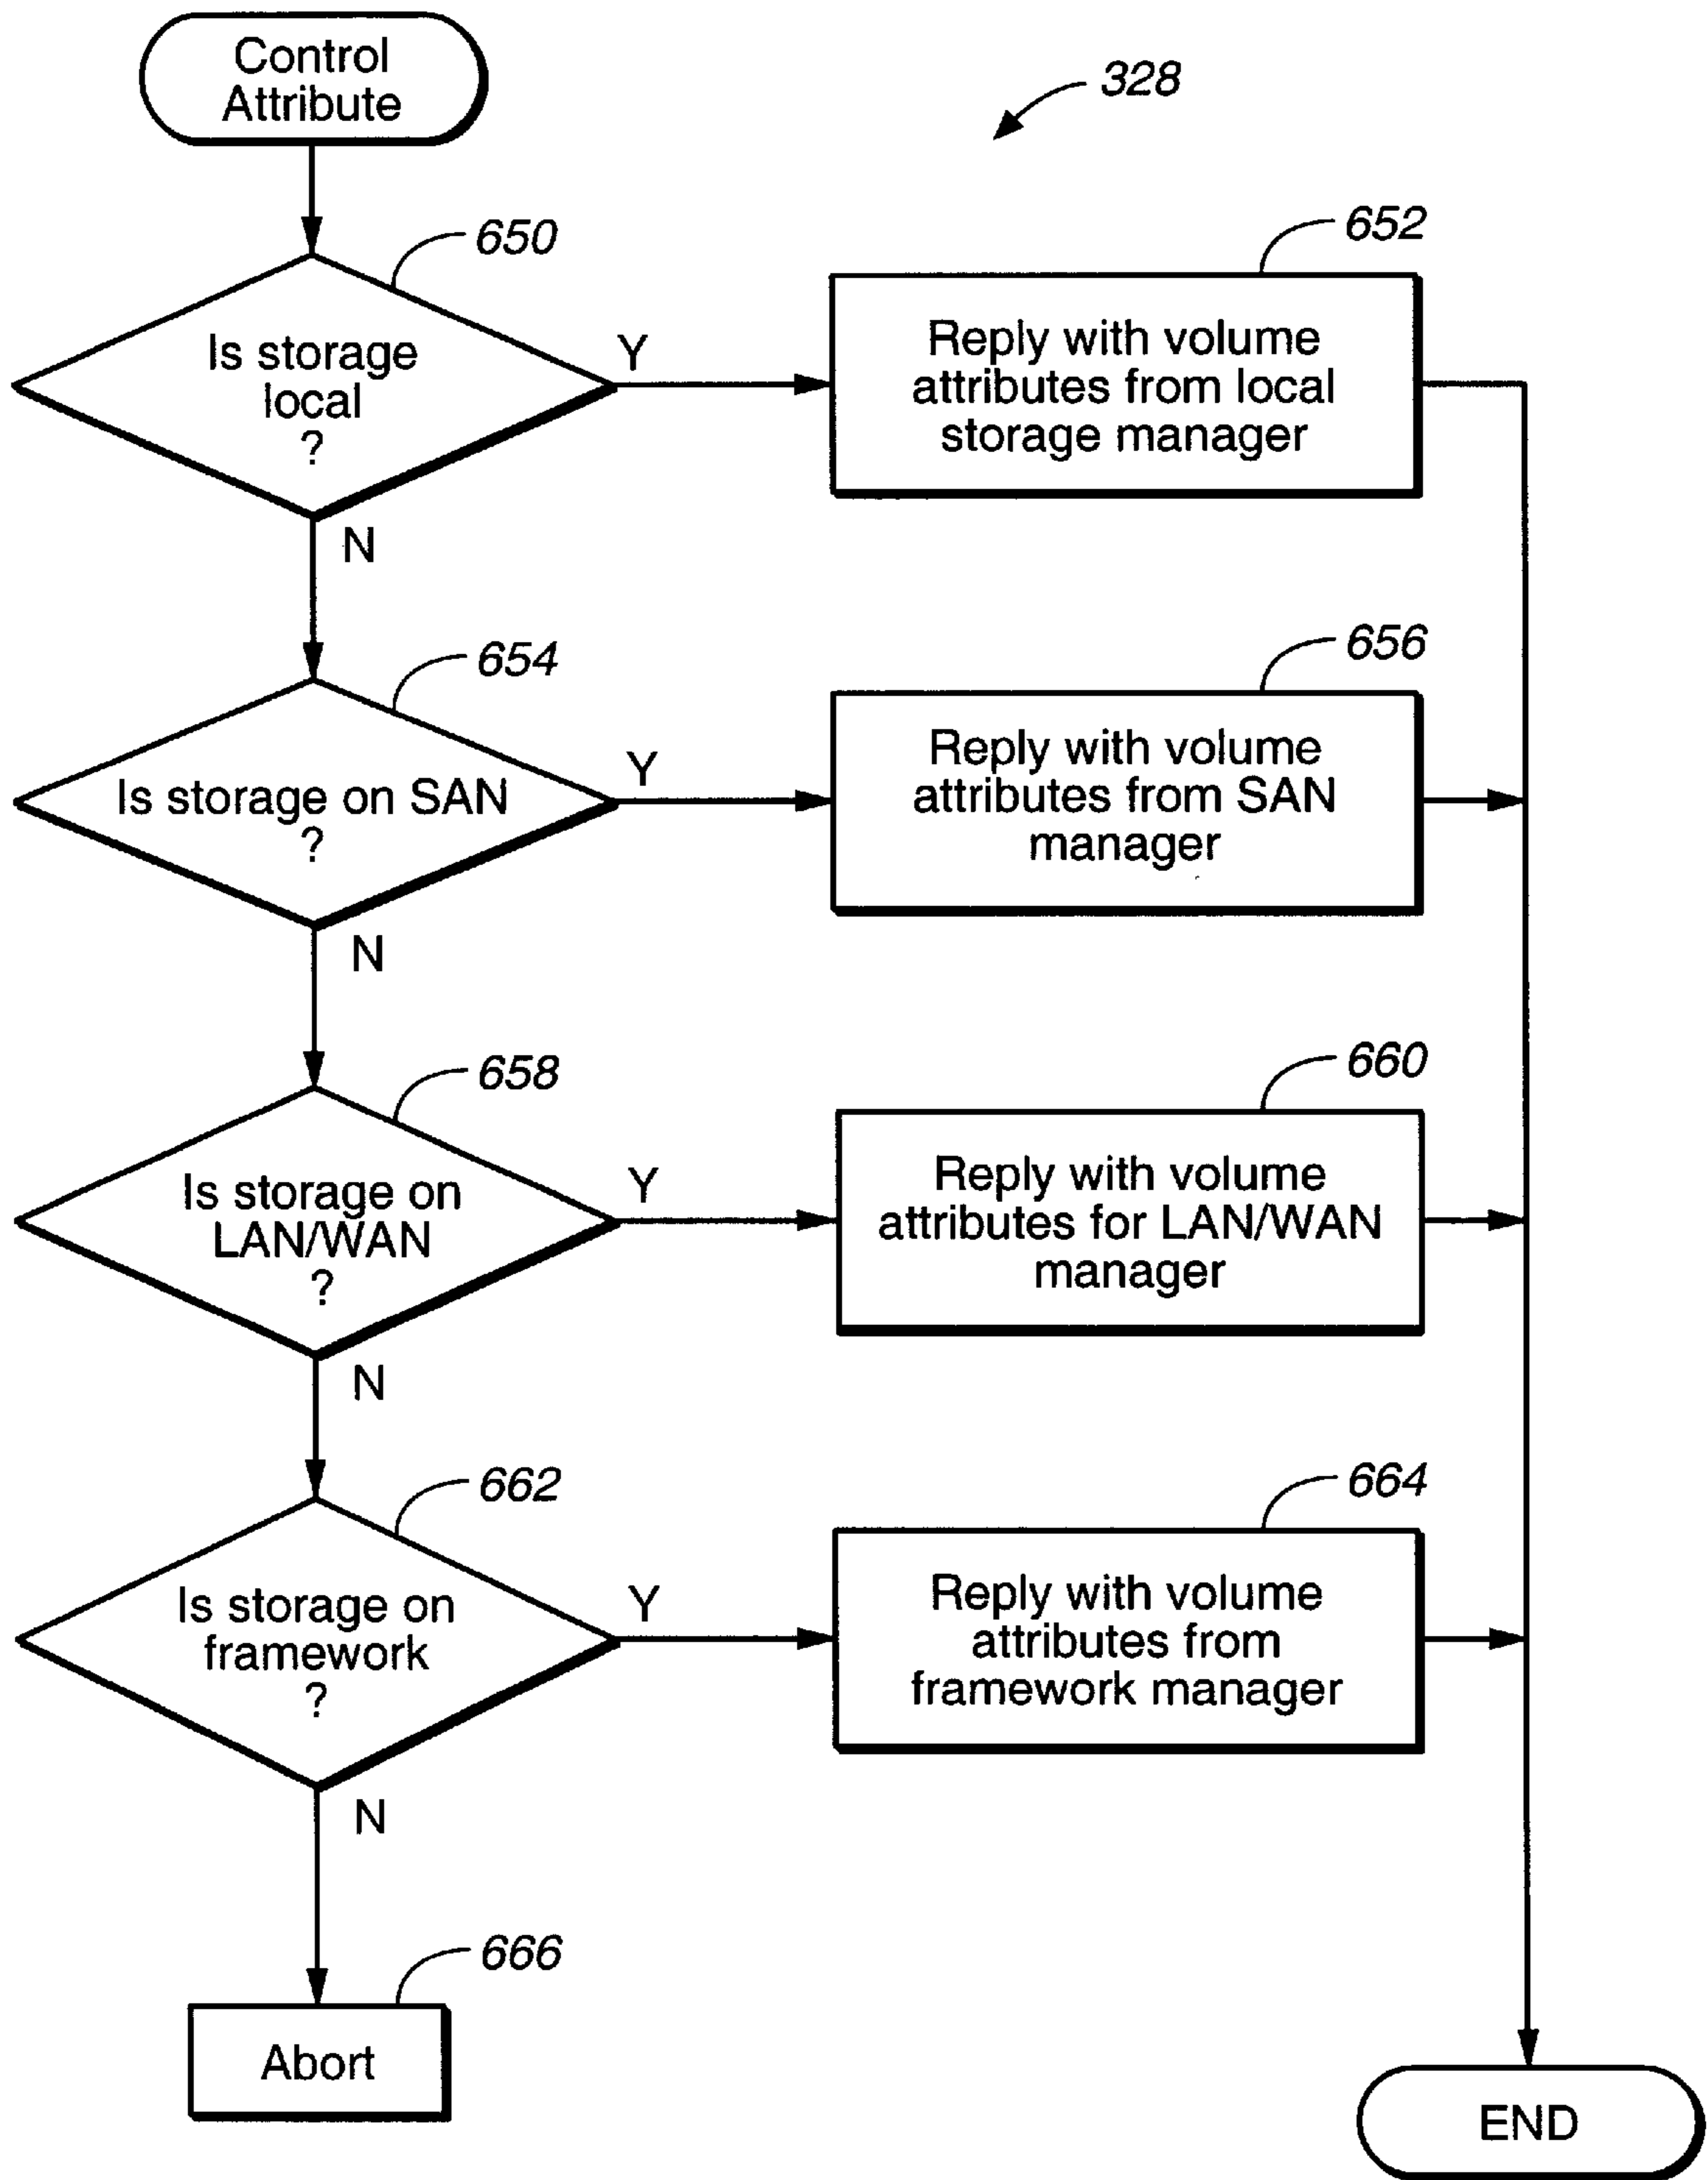 Control
Attribute
328
650
Is storage
local
?
Y
N
652
Reply with volume
attributes from local
storage manager
654
Is storage on SAN
?
Y
N
656
Reply with volume
attributes from SAN
manager
658
Is storage on
LAN/WAN
?
Y
N
660
Reply with volume
attributes for LAN/WAN
manager
662
Is storage on
framework
?
Y
N
664
Reply with volume
attributes from
framework manager
666
Abort
END